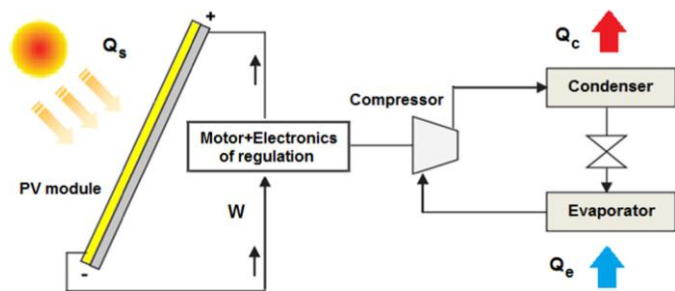 +
Qs
Qc
Compressor
Condenser
Motor+Electronics
of regulation
PV module
W
Evaporator
-
Qe